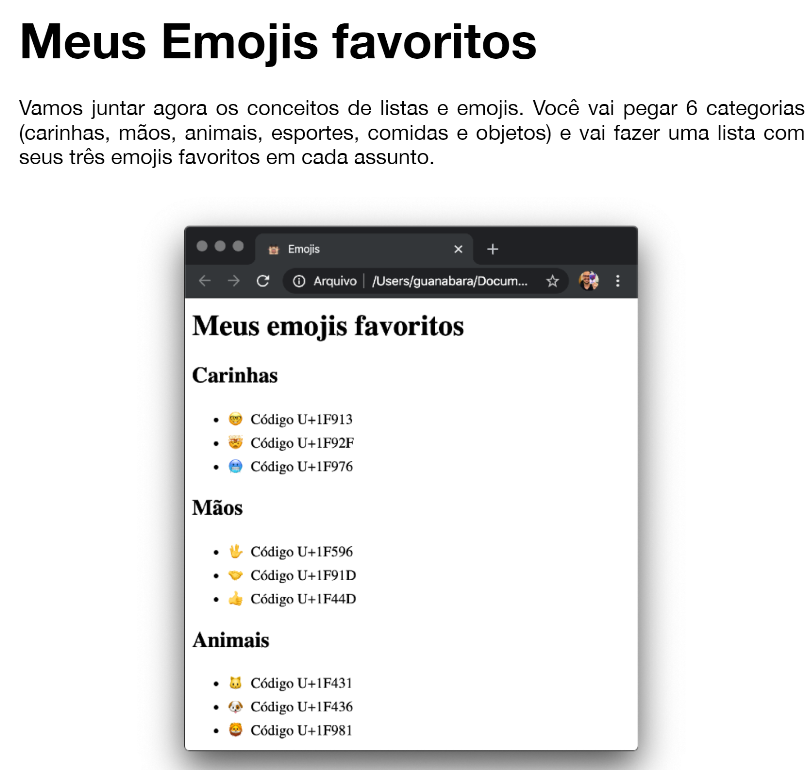 Meus Emojis favoritos
Vamos juntar agora os conceitos de listas e emojis. Você vai pegar 6 categorias
(carinhas, mãos, animais, esportes, comidas e objetos) e vai fazer uma lista com
seus três emojis favoritos em cada assunto.
Emojis
Arquivo | /Users/guanabara/Docum...
Meus emojis favoritos
Carinhas
• 🤓 Código U+1F913
• 🤯 Código U+1F92F
• 🥶 Código U+1F976
Mãos
• 🖖 Código U+1F596
• 🤝 Código U+1F91D
• 👍 Código U+1F44D
Animais
• 🐱 Código U+1F431
• 🐶 Código U+1F436
• 🦁 Código U+1F981